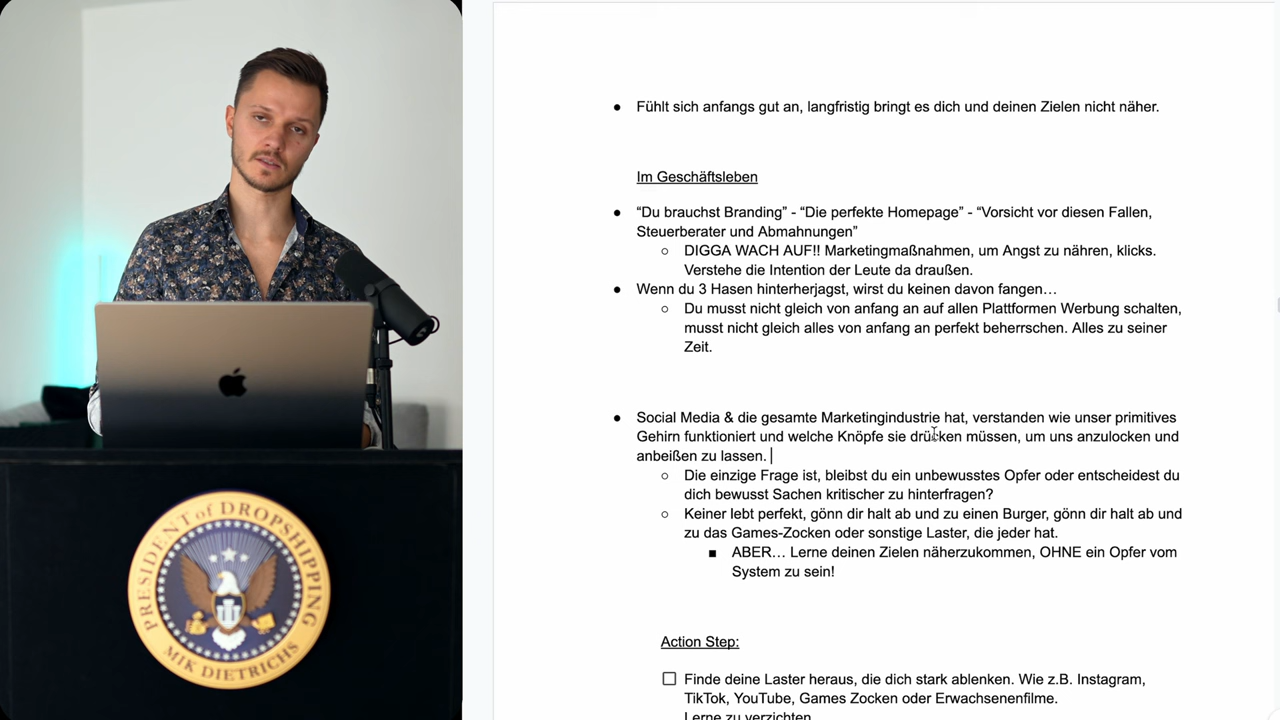 PRESIDENT of DROPSHIPPING
MIK DIETRICHS
● Fühlt sich anfangs gut an, langfristig bringt es dich und deinen Zielen nicht näher.
Im Geschäftsleben
● “Du brauchst Branding” - “Die perfekte Homepage” - “Vorsicht vor diesen Fallen,
Steuerberater und Abmahnungen”
○ DIGGA WACH AUF!! Marketingmaßnahmen, um Angst zu nähren, klicks.
Verstehe die Intention der Leute da draußen.
● Wenn du 3 Hasen hinterherjagst, wirst du keinen davon fangen…
○ Du musst nicht gleich von anfang an auf allen Plattformen Werbung schalten,
musst nicht gleich alles von anfang an perfekt beherrschen. Alles zu seiner
Zeit.
● Social Media & die gesamte Marketingindustrie hat, verstanden wie unser primitives
Gehirn funktioniert und welche Knöpfe sie drücken müssen, um uns anzulocken und
anbeißen zu lassen.
○ Die einzige Frage ist, bleibst du ein unbewusstes Opfer oder entscheidest du
dich bewusst Sachen kritischer zu hinterfragen?
○ Keiner lebt perfekt, gönn dir halt ab und zu einen Burger, gönn dir halt ab und
zu das Games-Zocken oder sonstige Laster, die jeder hat.
■ ABER… Lerne deinen Zielen näherzukommen, OHNE ein Opfer vom
System zu sein!
Action Step:
☐ Finde deine Laster heraus, die dich stark ablenken. Wie z.B. Instagram,
TikTok, YouTube, Games Zocken oder Erwachsenenfilme.
Lerne zu verzichten